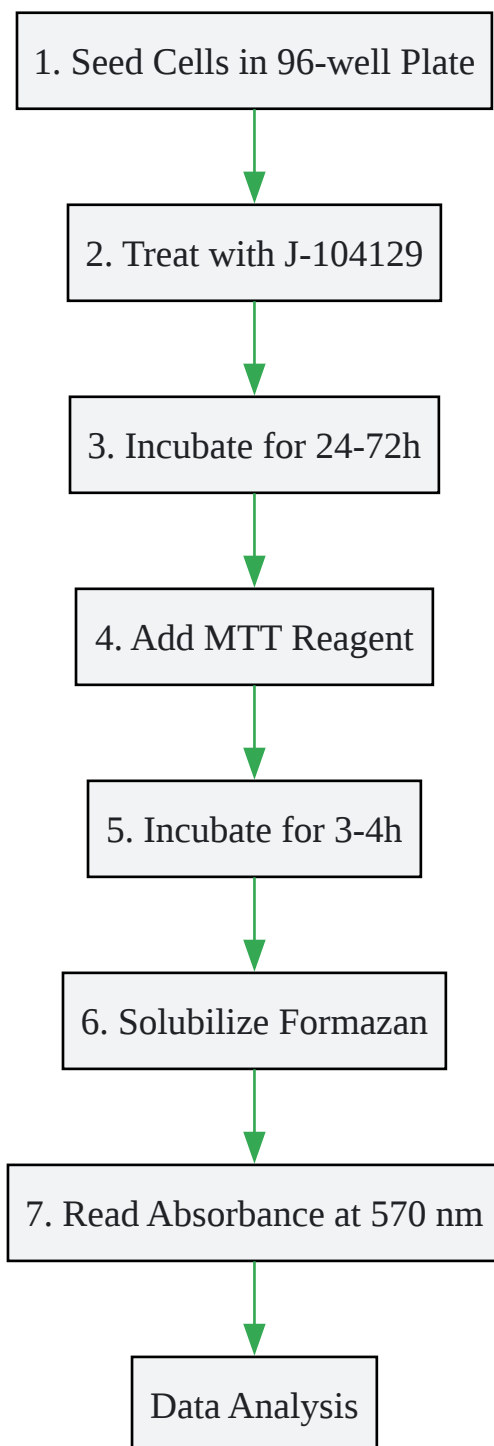 1. Seed Cells in 96-well Plate
2. Treat with J-104129
3. Incubate for 24-72h
4. Add MTT Reagent
5. Incubate for 3-4h
6. Solubilize Formazan
7. Read Absorbance at 570 nm
Data Analysis